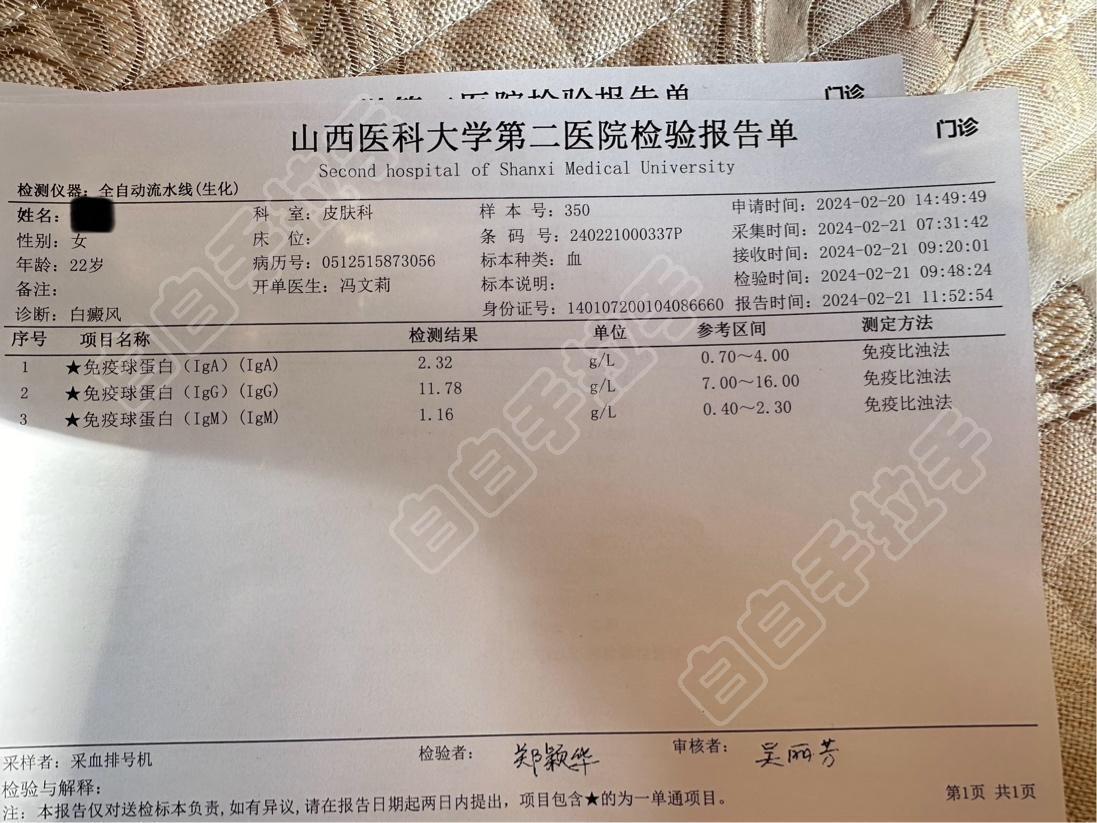 门诊
山西医科大学第二医院检验报告单
门诊
Second hospital of Shanxi Medical University
检测仪器：全自动流水线(生化)
姓名： 科 室：皮肤科 样 本 号：350 申请时间：2024-02-20 14:49:49
性别：女 床 位： 条 码 号：240221000337P 采集时间：2024-02-21 07:31:42
年龄：22岁 病历号：0512515873056 标本种类：血 接收时间：2024-02-21 09:20:01
备注： 开单医生：冯文莉 标本说明： 检验时间：2024-02-21 09:48:24
诊断：白癜风 身份证号：140107200104086660 报告时间：2024-02-21 11:52:54
序号 项目名称 检测结果 单位 参考区间 测定方法
1 ★免疫球蛋白（IgA）(IgA) 2.32 g/L 0.70～4.00 免疫比浊法
2 ★免疫球蛋白（IgG）(IgG) 11.78 g/L 7.00～16.00 免疫比浊法
3 ★免疫球蛋白（IgM）(IgM) 1.16 g/L 0.40～2.30 免疫比浊法
白白手拉手
白白手拉手
白白手拉手
采样者：采血排号机 检验者：郑颖华 审核者：吴丽芳
检验与解释：
注：本报告仅对送检标本负责,如有异议,请在报告日期起两日内提出，项目包含★的为一单通项目。
第1页 共1页